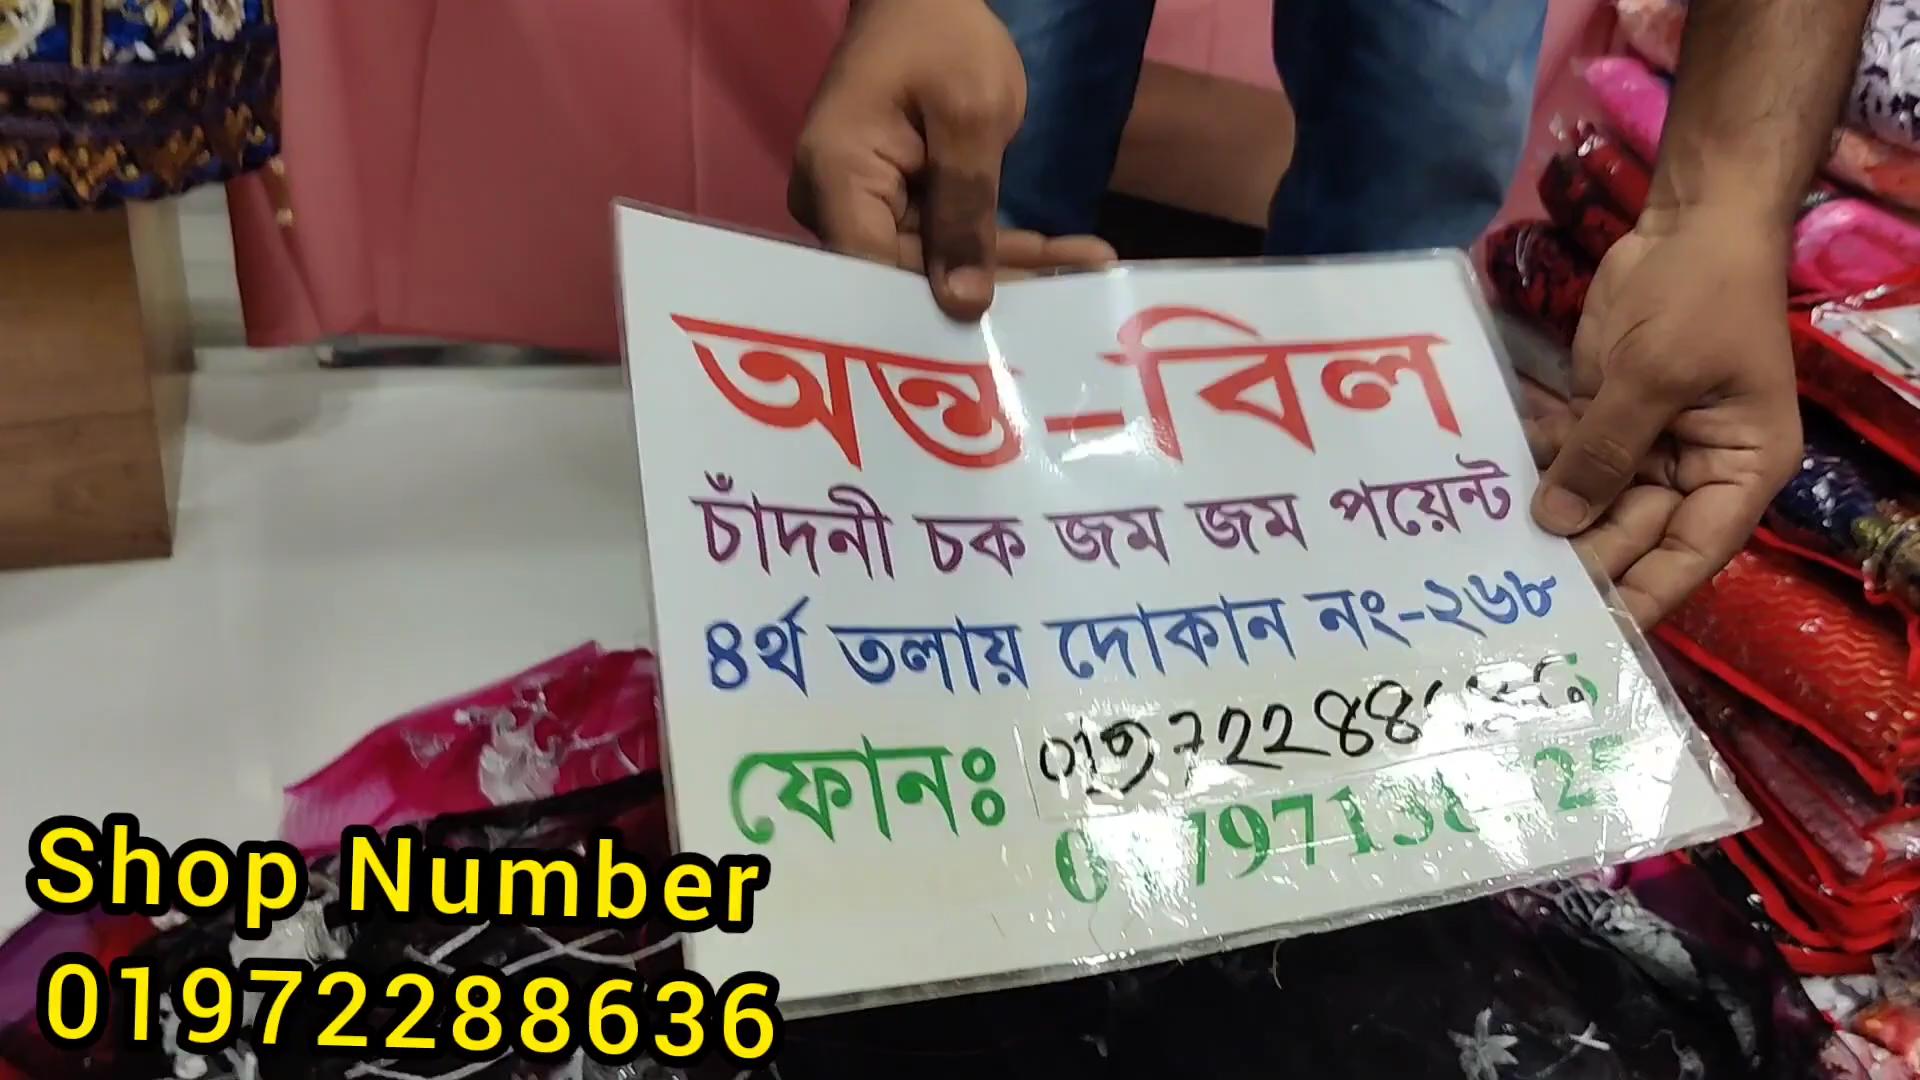 অন্তু-বিল
চাঁদনী চক জম জম পয়েন্ট
৪র্থ তলায় দোকান নং-২৬৮
ফোনঃ
Shop Number
01972288636